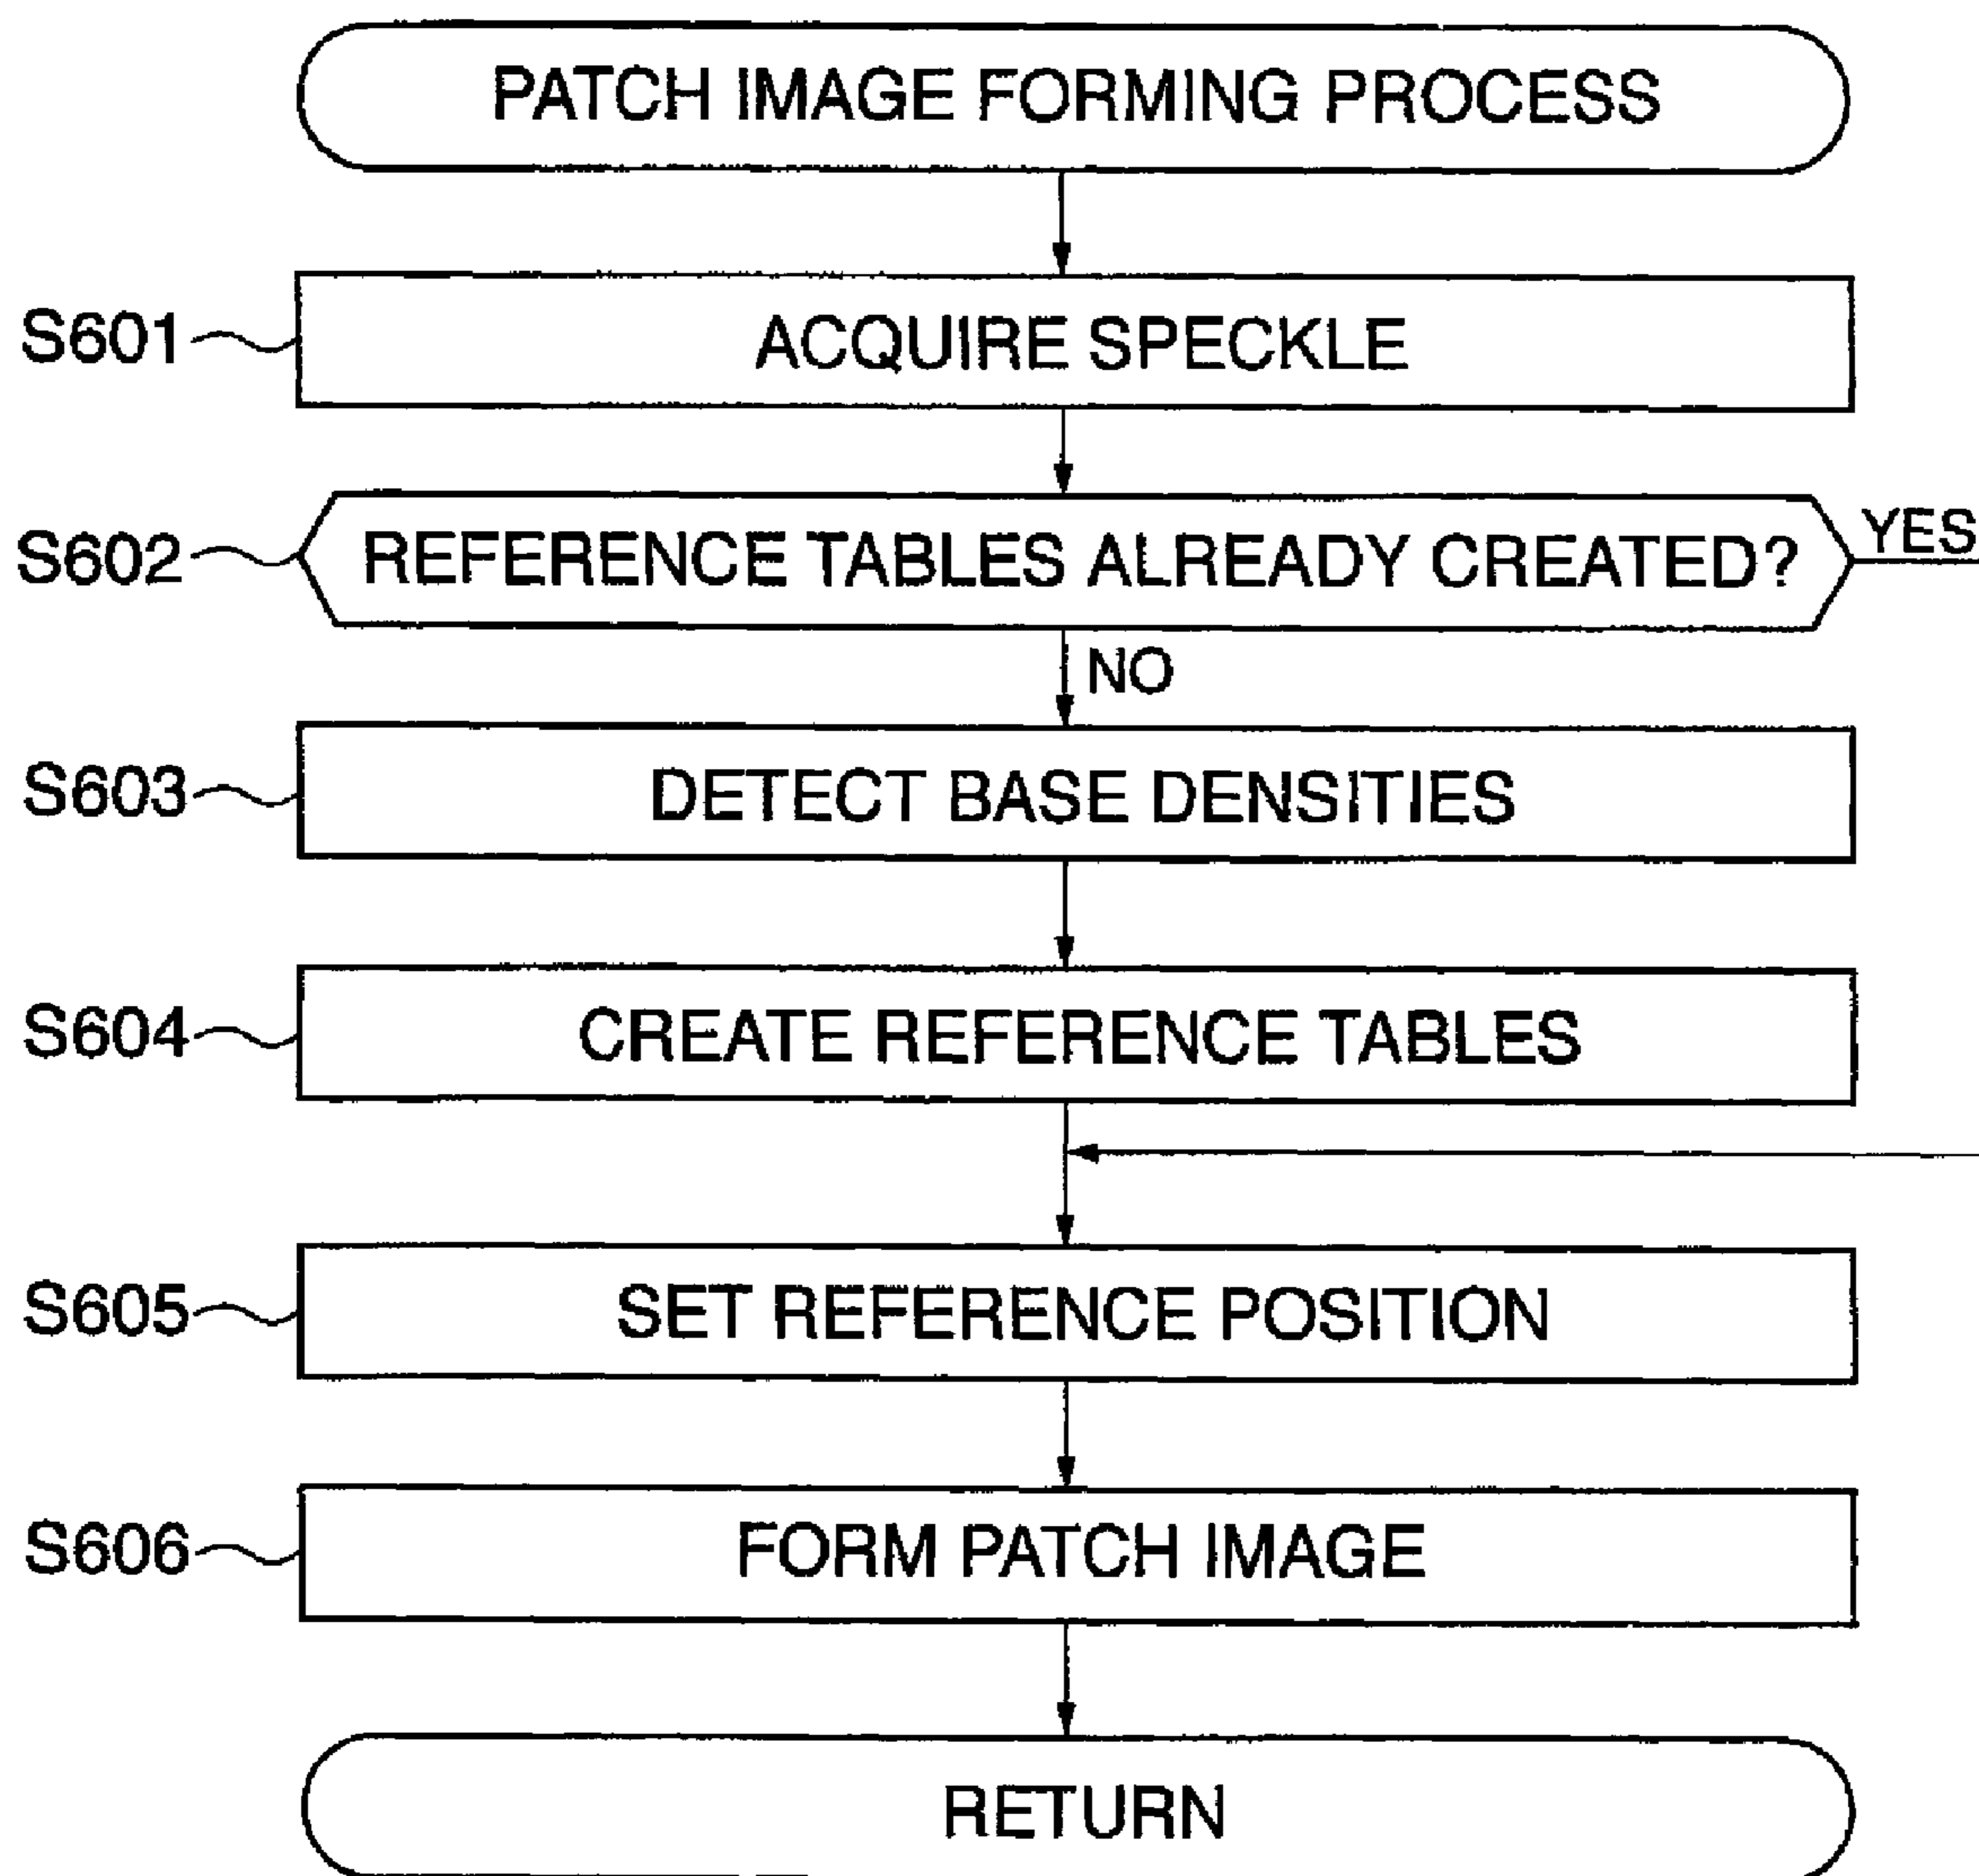 PATCH IMAGE FORMING PROCESS
S601 ACQUIRE SPECKLE
S602 REFERENCE TABLES ALREADY CREATED? YES
NO
S603 DETECT BASE DENSITIES
S604 CREATE REFERENCE TABLES
S605 SET REFERENCE POSITION
S606 FORM PATCH IMAGE
RETURN